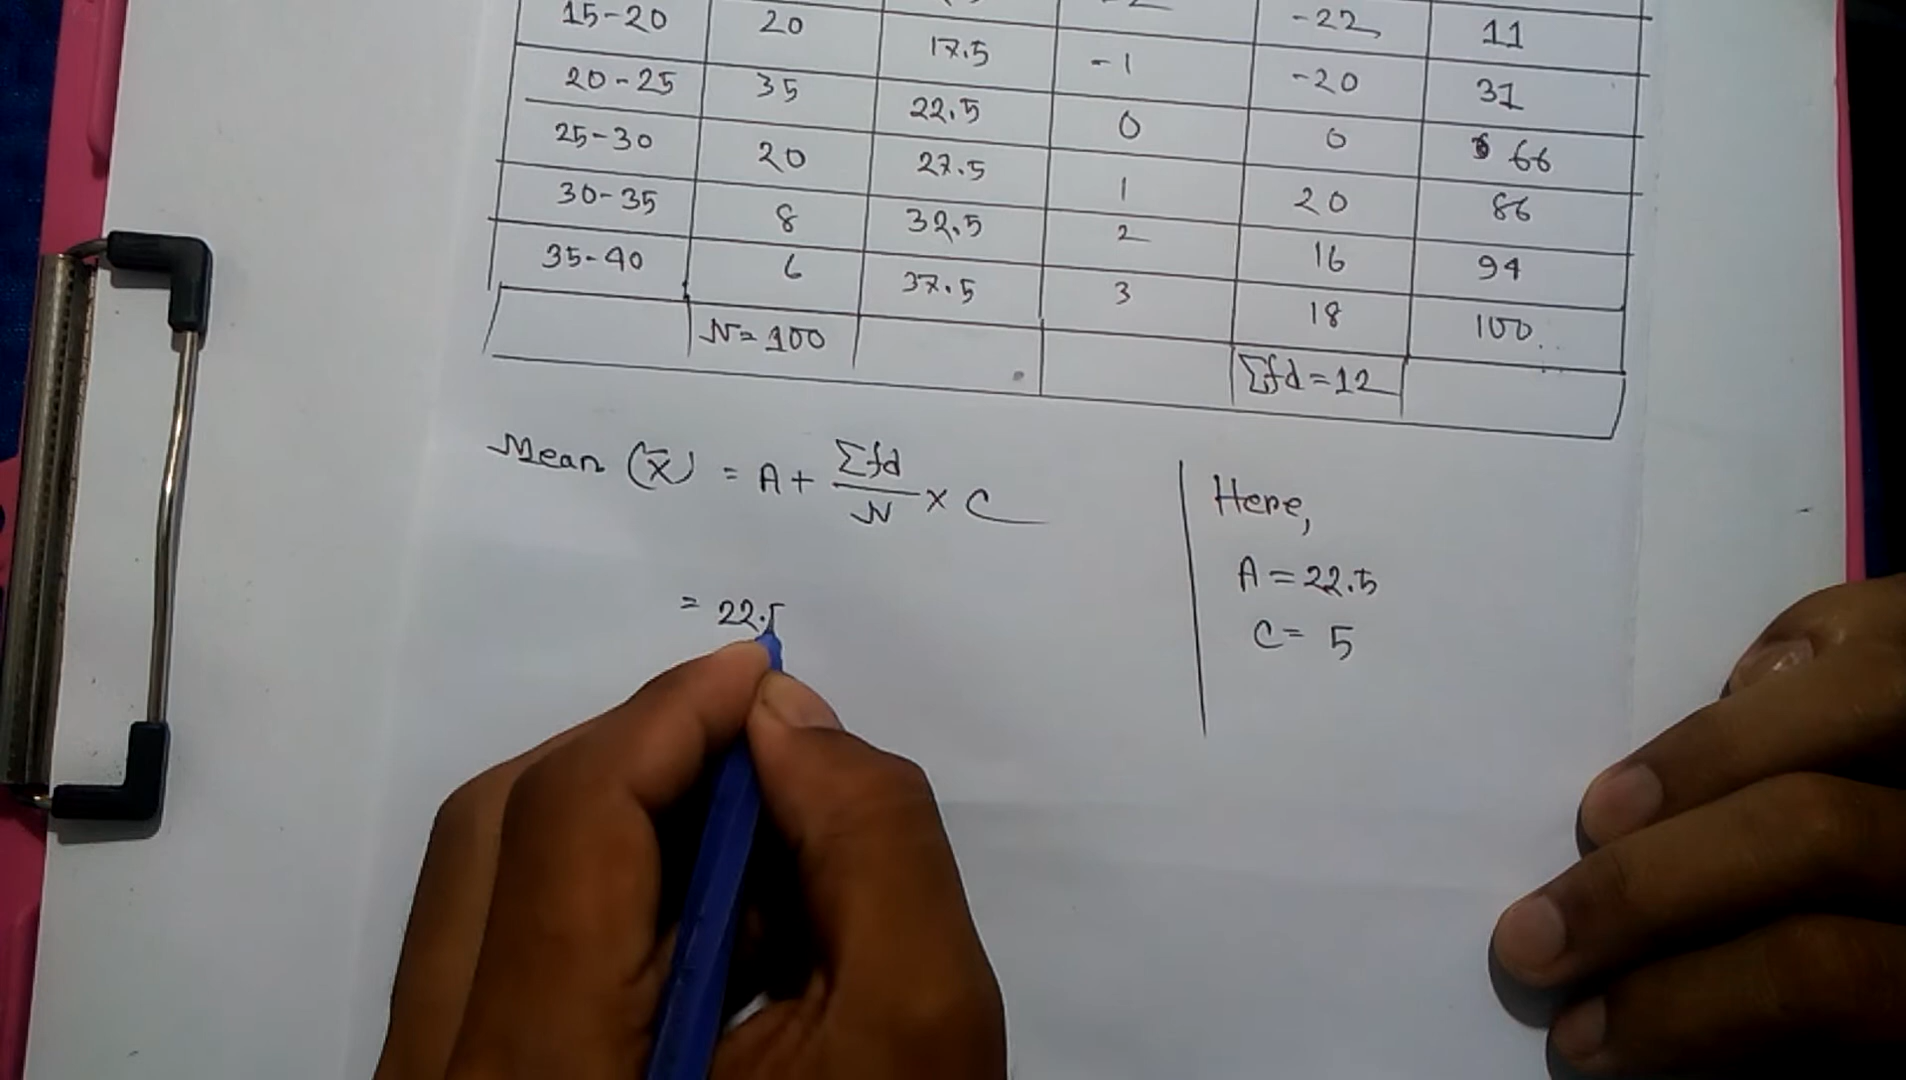 15-20 20 17.5 -1 -22 11
20-25 35 22.5 0 -20 31
25-30 20 27.5 1 0 66
30-35 8 32.5 2 20 86
35-40 6 37.5 3 16 94
N=100 18 100
Σfd=12
Mean (x̄) = A + Σfd/N × C
= 22.5
Here,
A = 22.5
C = 5